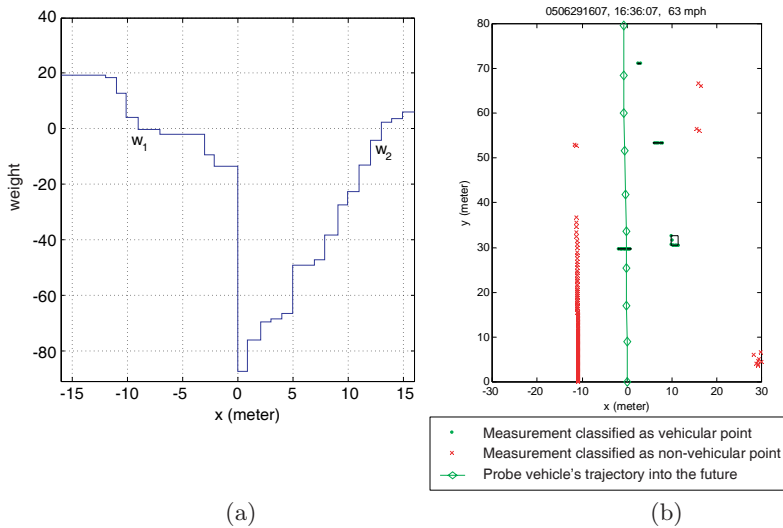 40
20
0
-20
-40
-60
-80
weight
w1
w2
-15 -10 -5 0 5 10 15
x (meter)
(a)
0506291607, 16:36:07, 63 mph
80
70
60
50
40
30
20
10
0
y (meter)
-30 -20 -10 0 10 20 30
x (meter)
Measurement classified as vehicular point
Measurement classified as non-vehicular point
Probe vehicle's trajectory into the future
(b)